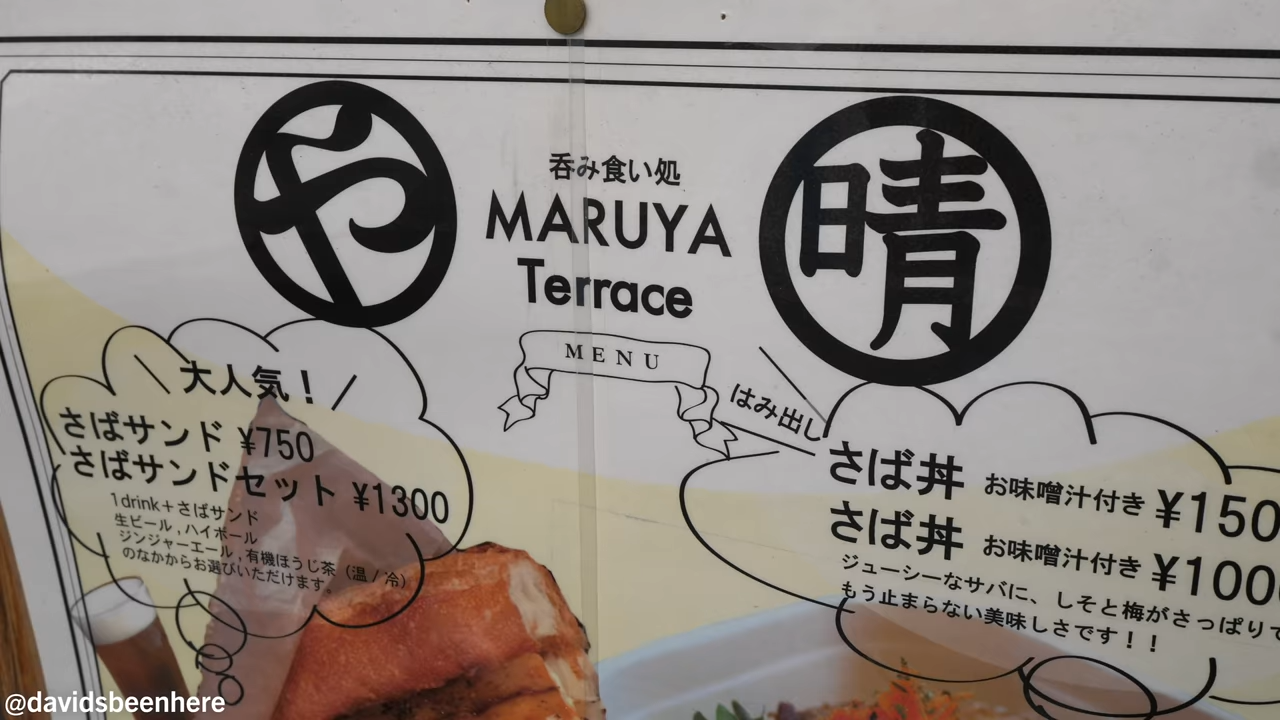 や
呑み食い処
MARUYA
Terrace
晴
MENU
大人気！
さばサンド ¥750
さばサンドセット ¥1300
1drink＋さばサンド
生ビール , ハイボール
ジンジャーエール , 有機ほうじ茶（温 / 冷）
のなかからお選びいただけます。
はみ出し
さば丼 お味噌汁付き ¥150
さば丼 お味噌汁付き ¥100
ジューシーなサバに、しそと梅がさっぱりで
もう止まらない美味しさです！！
@davidsbeenhere